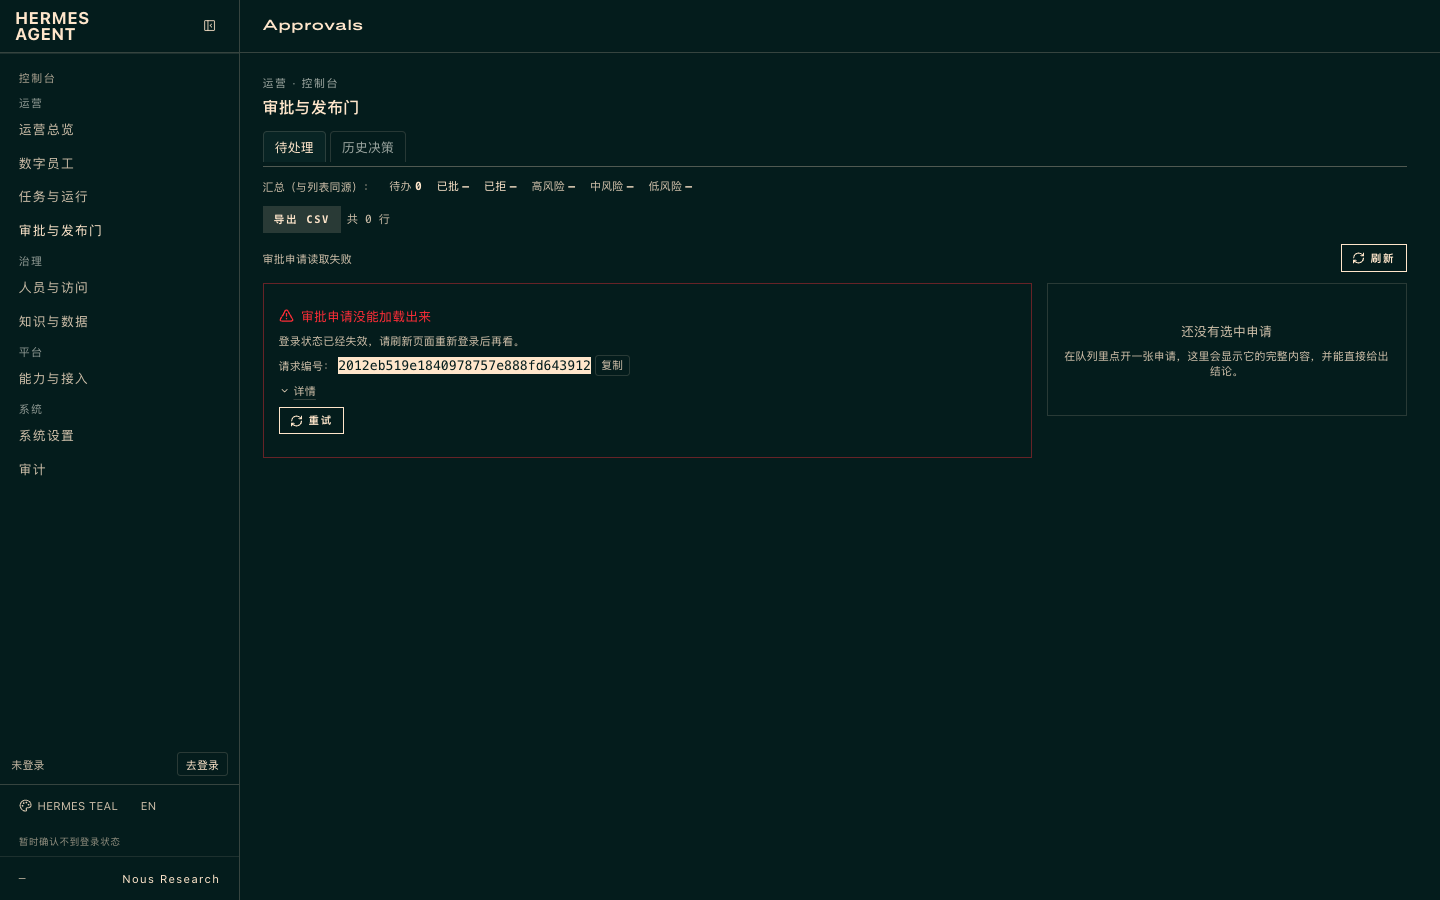 HERMES
AGENT
Approvals
控制台
运营
运营总览
数字员工
任务与运行
审批与发布门
治理
人员与访问
知识与数据
平台
能力与接入
系统
系统设置
审计
未登录
去登录
HERMES TEAL EN
暂时确认不到登录状态
— Nous Research
运营 · 控制台
审批与发布门
待处理 历史决策
汇总（与列表同源）： 待办 0 已批 — 已拒 — 高风险 — 中风险 — 低风险 —
导出 CSV 共 0 行
审批申请读取失败
刷新
审批申请没能加载出来
登录状态已经失效，请刷新页面重新登录后再看。
请求编号： 2012eb519e1840978757e888fd643912 复制
详情
重试
还没有选中申请
在队列里点开一张申请，这里会显示它的完整内容，并能直接给出
结论。